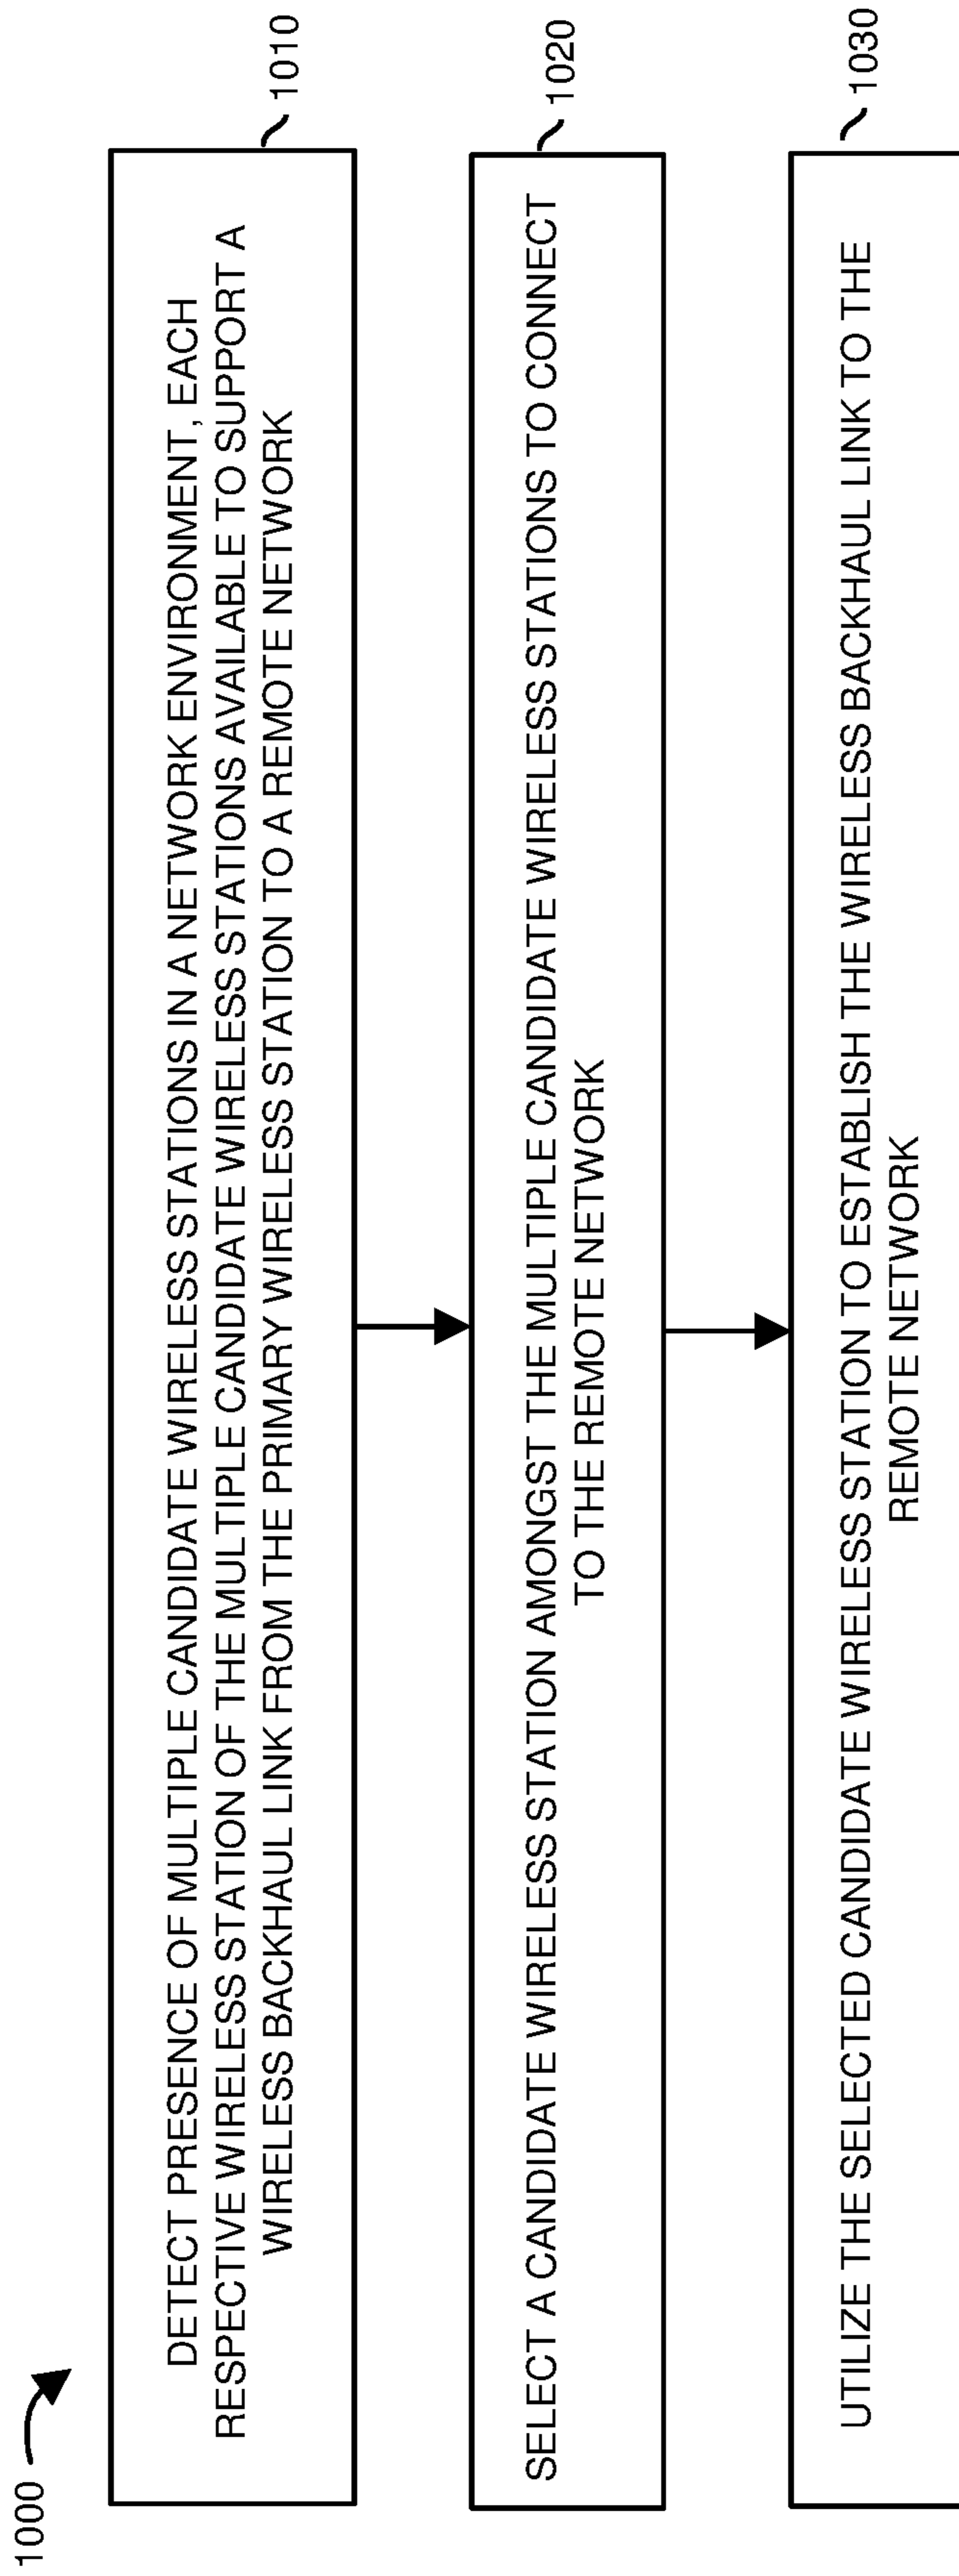 1000
DETECT PRESENCE OF MULTIPLE CANDIDATE WIRELESS STATIONS IN A NETWORK ENVIRONMENT, EACH
RESPECTIVE WIRELESS STATION OF THE MULTIPLE CANDIDATE WIRELESS STATIONS AVAILABLE TO SUPPORT A
WIRELESS BACKHAUL LINK FROM THE PRIMARY WIRELESS STATION TO A REMOTE NETWORK
1010
SELECT A CANDIDATE WIRELESS STATION AMONGST THE MULTIPLE CANDIDATE WIRELESS STATIONS TO CONNECT
TO THE REMOTE NETWORK
1020
UTILIZE THE SELECTED CANDIDATE WIRELESS STATION TO ESTABLISH THE WIRELESS BACKHAUL LINK TO THE
REMOTE NETWORK
1030